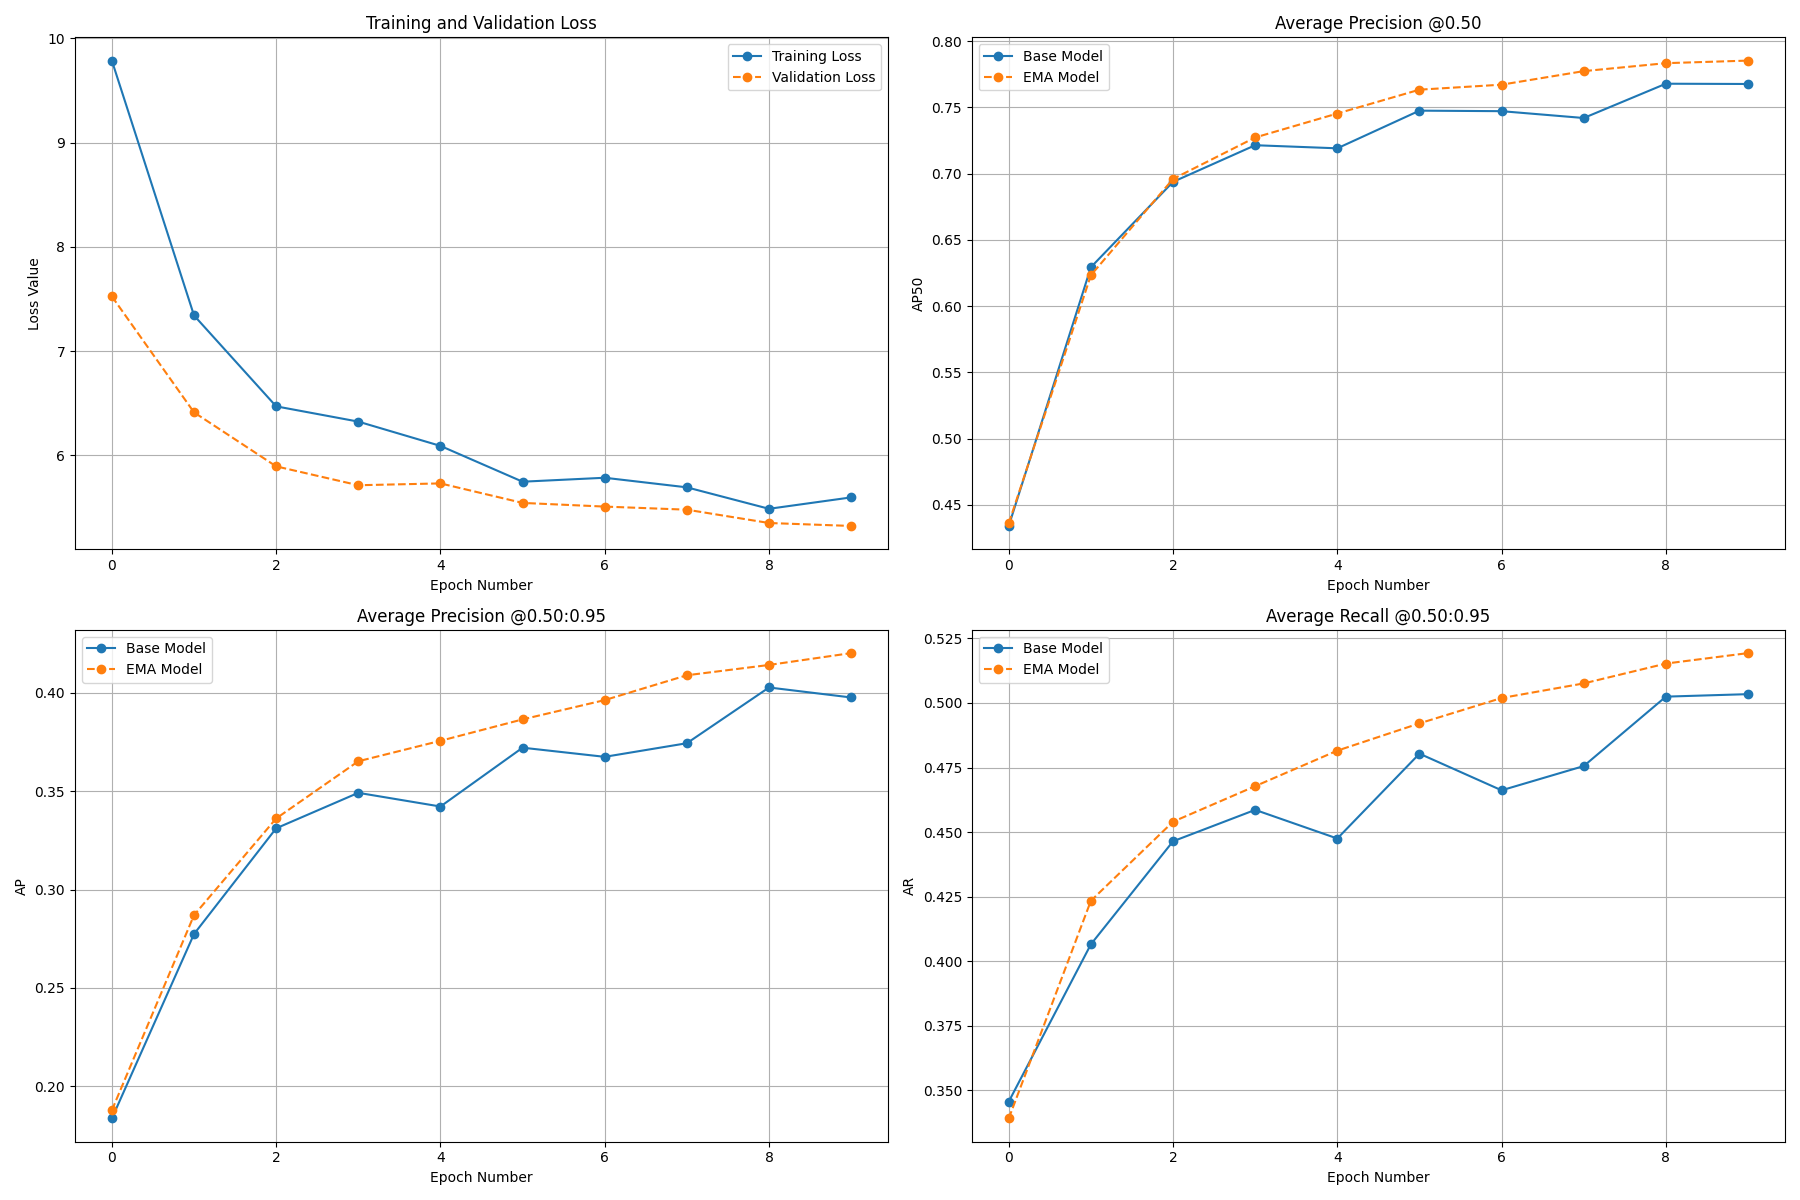 Training and Validation Loss
10
9
8
7
6
Loss Value
Training Loss
Validation Loss
0 2 4 6 8
Epoch Number
Average Precision @0.50
0.80
0.75
0.70
0.65
0.60
0.55
0.50
0.45
AP50
Base Model
EMA Model
0 2 4 6 8
Epoch Number
Average Precision @0.50:0.95
0.40
0.35
0.30
0.25
0.20
AP
Base Model
EMA Model
0 2 4 6 8
Epoch Number
Average Recall @0.50:0.95
0.525
0.500
0.475
0.450
0.425
0.400
0.375
0.350
AR
Base Model
EMA Model
0 2 4 6 8
Epoch Number